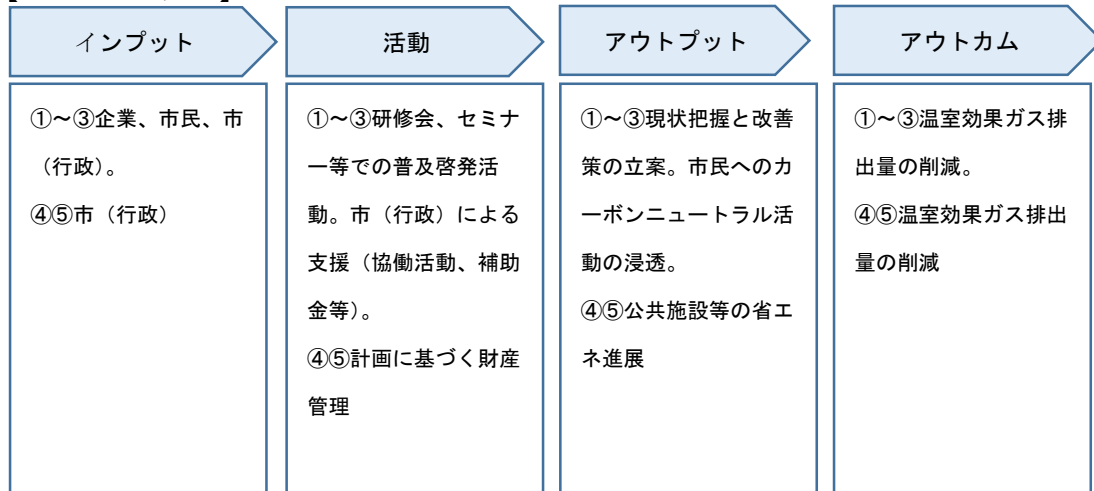 インプット
活動
アウトプット
アウトカム
①~③企業、市民、市
(行政)。
④⑤市(行政)
①~③研修会、セミナ
ー等での普及啓発活
動。市(行政)による
支援(協働活動、補助
金等)。
④⑤計画に基づく財産
管理
①~③現状把握と改善
策の立案。市民へのカ
ーボンニュートラル活
動の浸透。
④⑤公共施設等の省エ
ネ進展
①~③温室効果ガス排
出量の削減。
④⑤温室効果ガス排出
量の削減